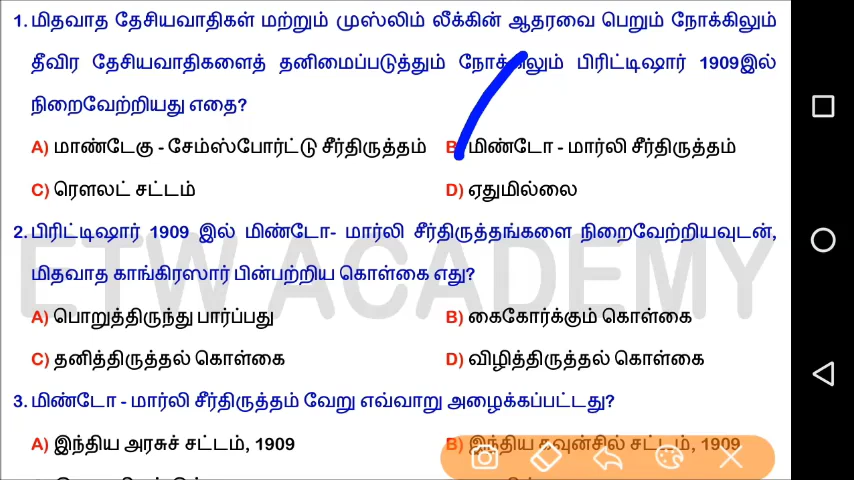 1. மிதவாத தேசியவாதிகள் மற்றும் முஸ்லிம் லீக்கின் ஆதரவை பெறும் நோக்கிலும்
தீவிர தேசியவாதிகளைத் தனிமைப்படுத்தும் நோக்கிலும் பிரிட்டிஷார் 1909இல்
நிறைவேற்றியது எதை?
A) மாண்டேகு - சேம்ஸ்போர்ட்டு சீர்திருத்தம் B) மிண்டோ - மார்லி சீர்திருத்தம்
C) ரௌலட் சட்டம் D) ஏதுமில்லை
2. பிரிட்டிஷார் 1909 இல் மிண்டோ- மார்லி சீர்திருத்தங்களை நிறைவேற்றியவுடன்,
மிதவாத காங்கிரஸார் பின்பற்றிய கொள்கை எது?
ETW ACADEMY
A) பொறுத்திருந்து பார்ப்பது B) கைகோர்க்கும் கொள்கை
C) தனித்திருத்தல் கொள்கை D) விழித்திருத்தல் கொள்கை
3. மிண்டோ - மார்லி சீர்திருத்தம் வேறு எவ்வாறு அழைக்கப்பட்டது?
A) இந்திய அரசுச் சட்டம், 1909 B) இந்திய கவுன்சில் சட்டம், 1909